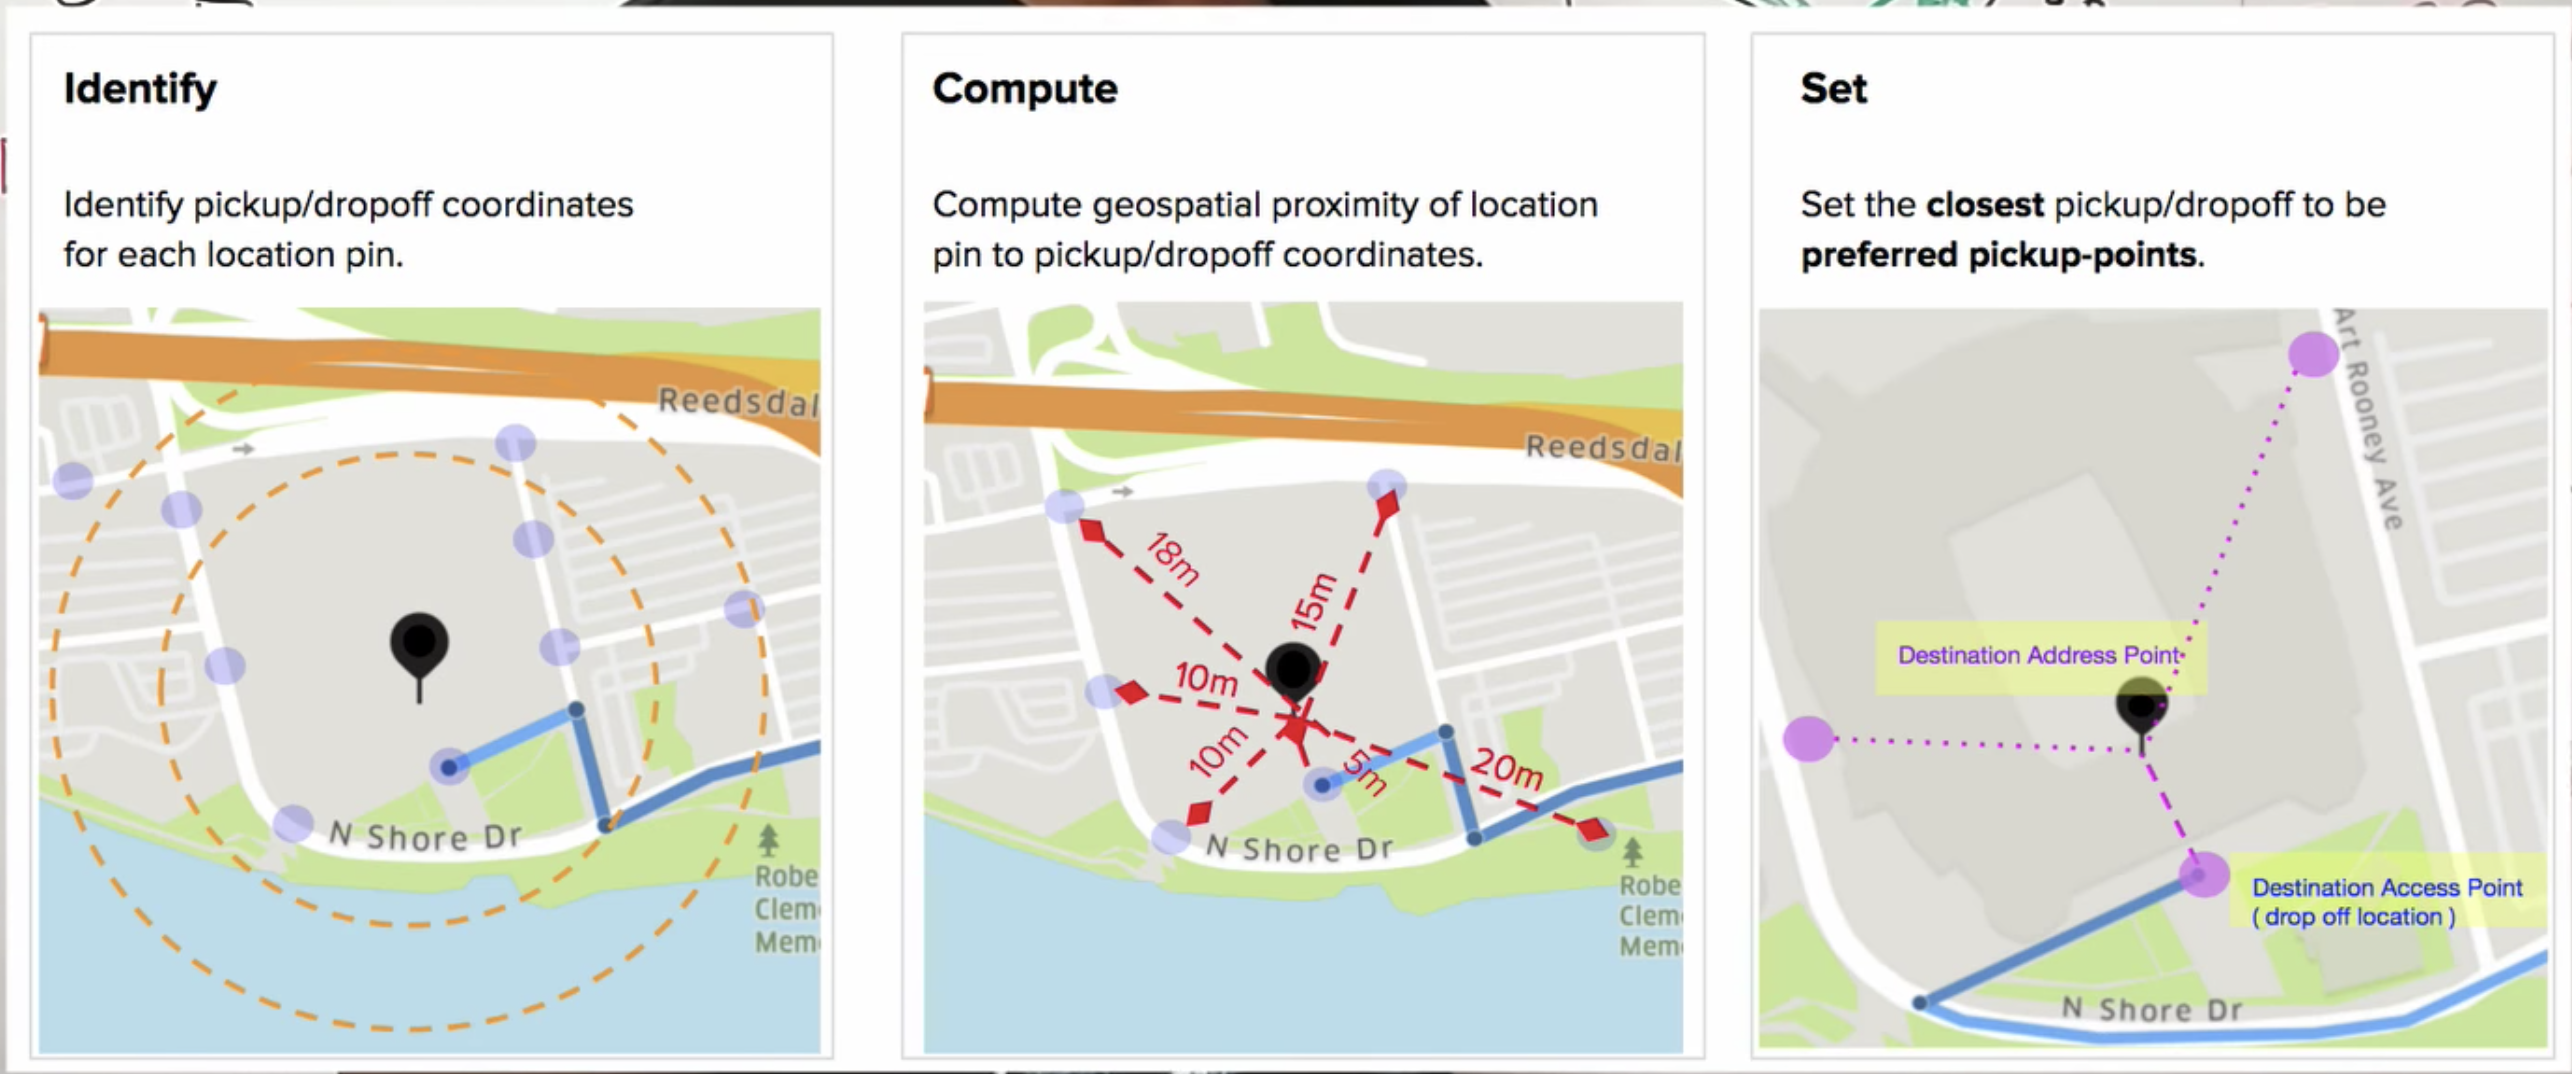 Identify
Identify pickup/dropoff coordinates
for each location pin.
Reedsdal
N Shore Dr
Robe
Clem
Mem
Compute
Compute geospatial proximity of location
pin to pickup/dropoff coordinates.
Reedsdal
18m
15m
10m
10m
5m
20m
N Shore Dr
Robe
Clem
Mem
Set
Set the closest pickup/dropoff to be
preferred pickup-points.
Art Rooney Ave
Destination Address Point
Destination Access Point
( drop off location )
N Shore Dr